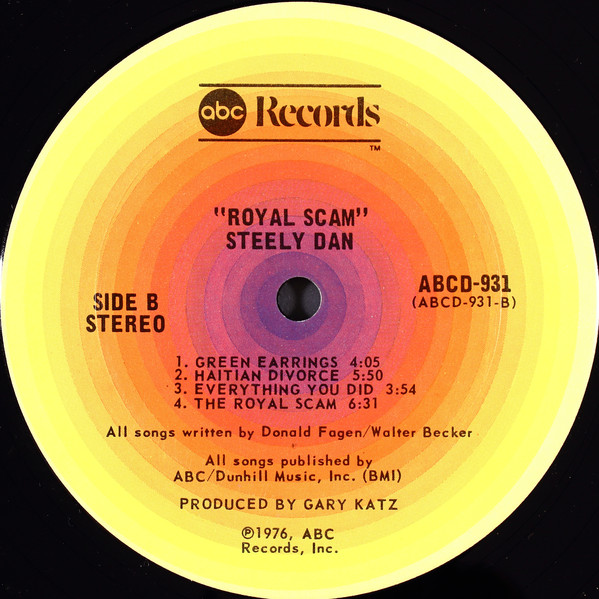 abc Records
TM
"ROYAL SCAM"
STEELY DAN
SIDE B
STEREO
ABCD-931
(ABCD-931-B)
1. GREEN EARRINGS 4:05
2. HAITIAN DIVORCE 5:50
3. EVERYTHING YOU DID 3:54
4. THE ROYAL SCAM 6:31
All songs written by Donald Fagen/Walter Becker
All songs published by
ABC/Dunhill Music, Inc. (BMI)
PRODUCED BY GARY KATZ
℗1976, ABC
Records, Inc.